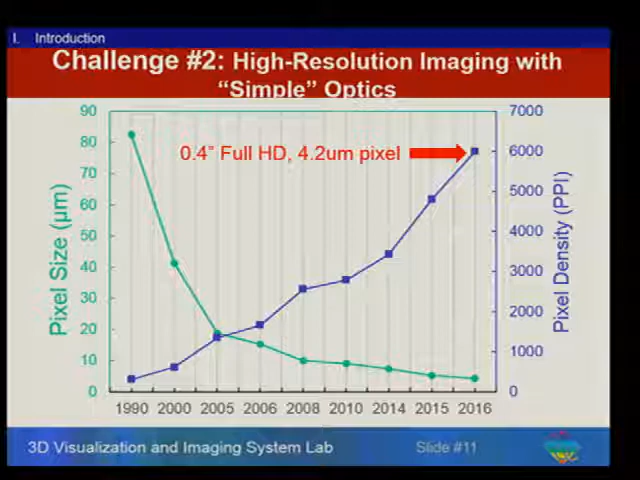 I. Introduction
Challenge #2: High-Resolution Imaging with
“Simple” Optics
90 7000
80 6000
70 5000
60 4000
50 3000
40 2000
30 1000
20 0
10
0
0.4” Full HD, 4.2um pixel
Pixel Size (µm)
Pixel Density (PPI)
1990 2000 2005 2006 2008 2010 2014 2015 2016
3D Visualization and Imaging System Lab Slide #11